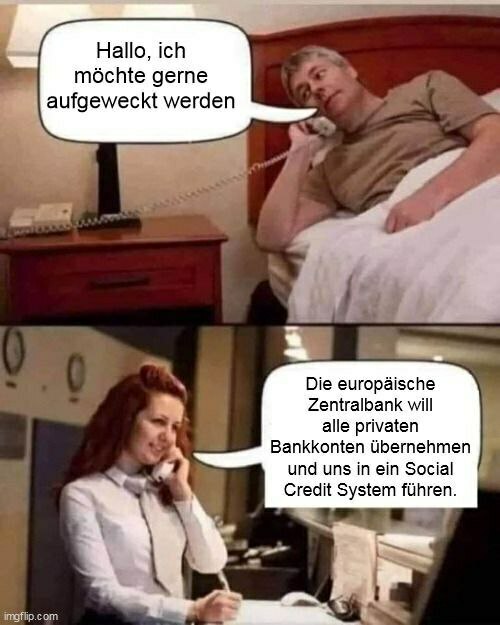 Hallo, ich
möchte gerne
aufgeweckt werden
Die europäische
Zentralbank will
alle privaten
Bankkonten übernehmen
und uns in ein Social
Credit System führen.
imgflip.com